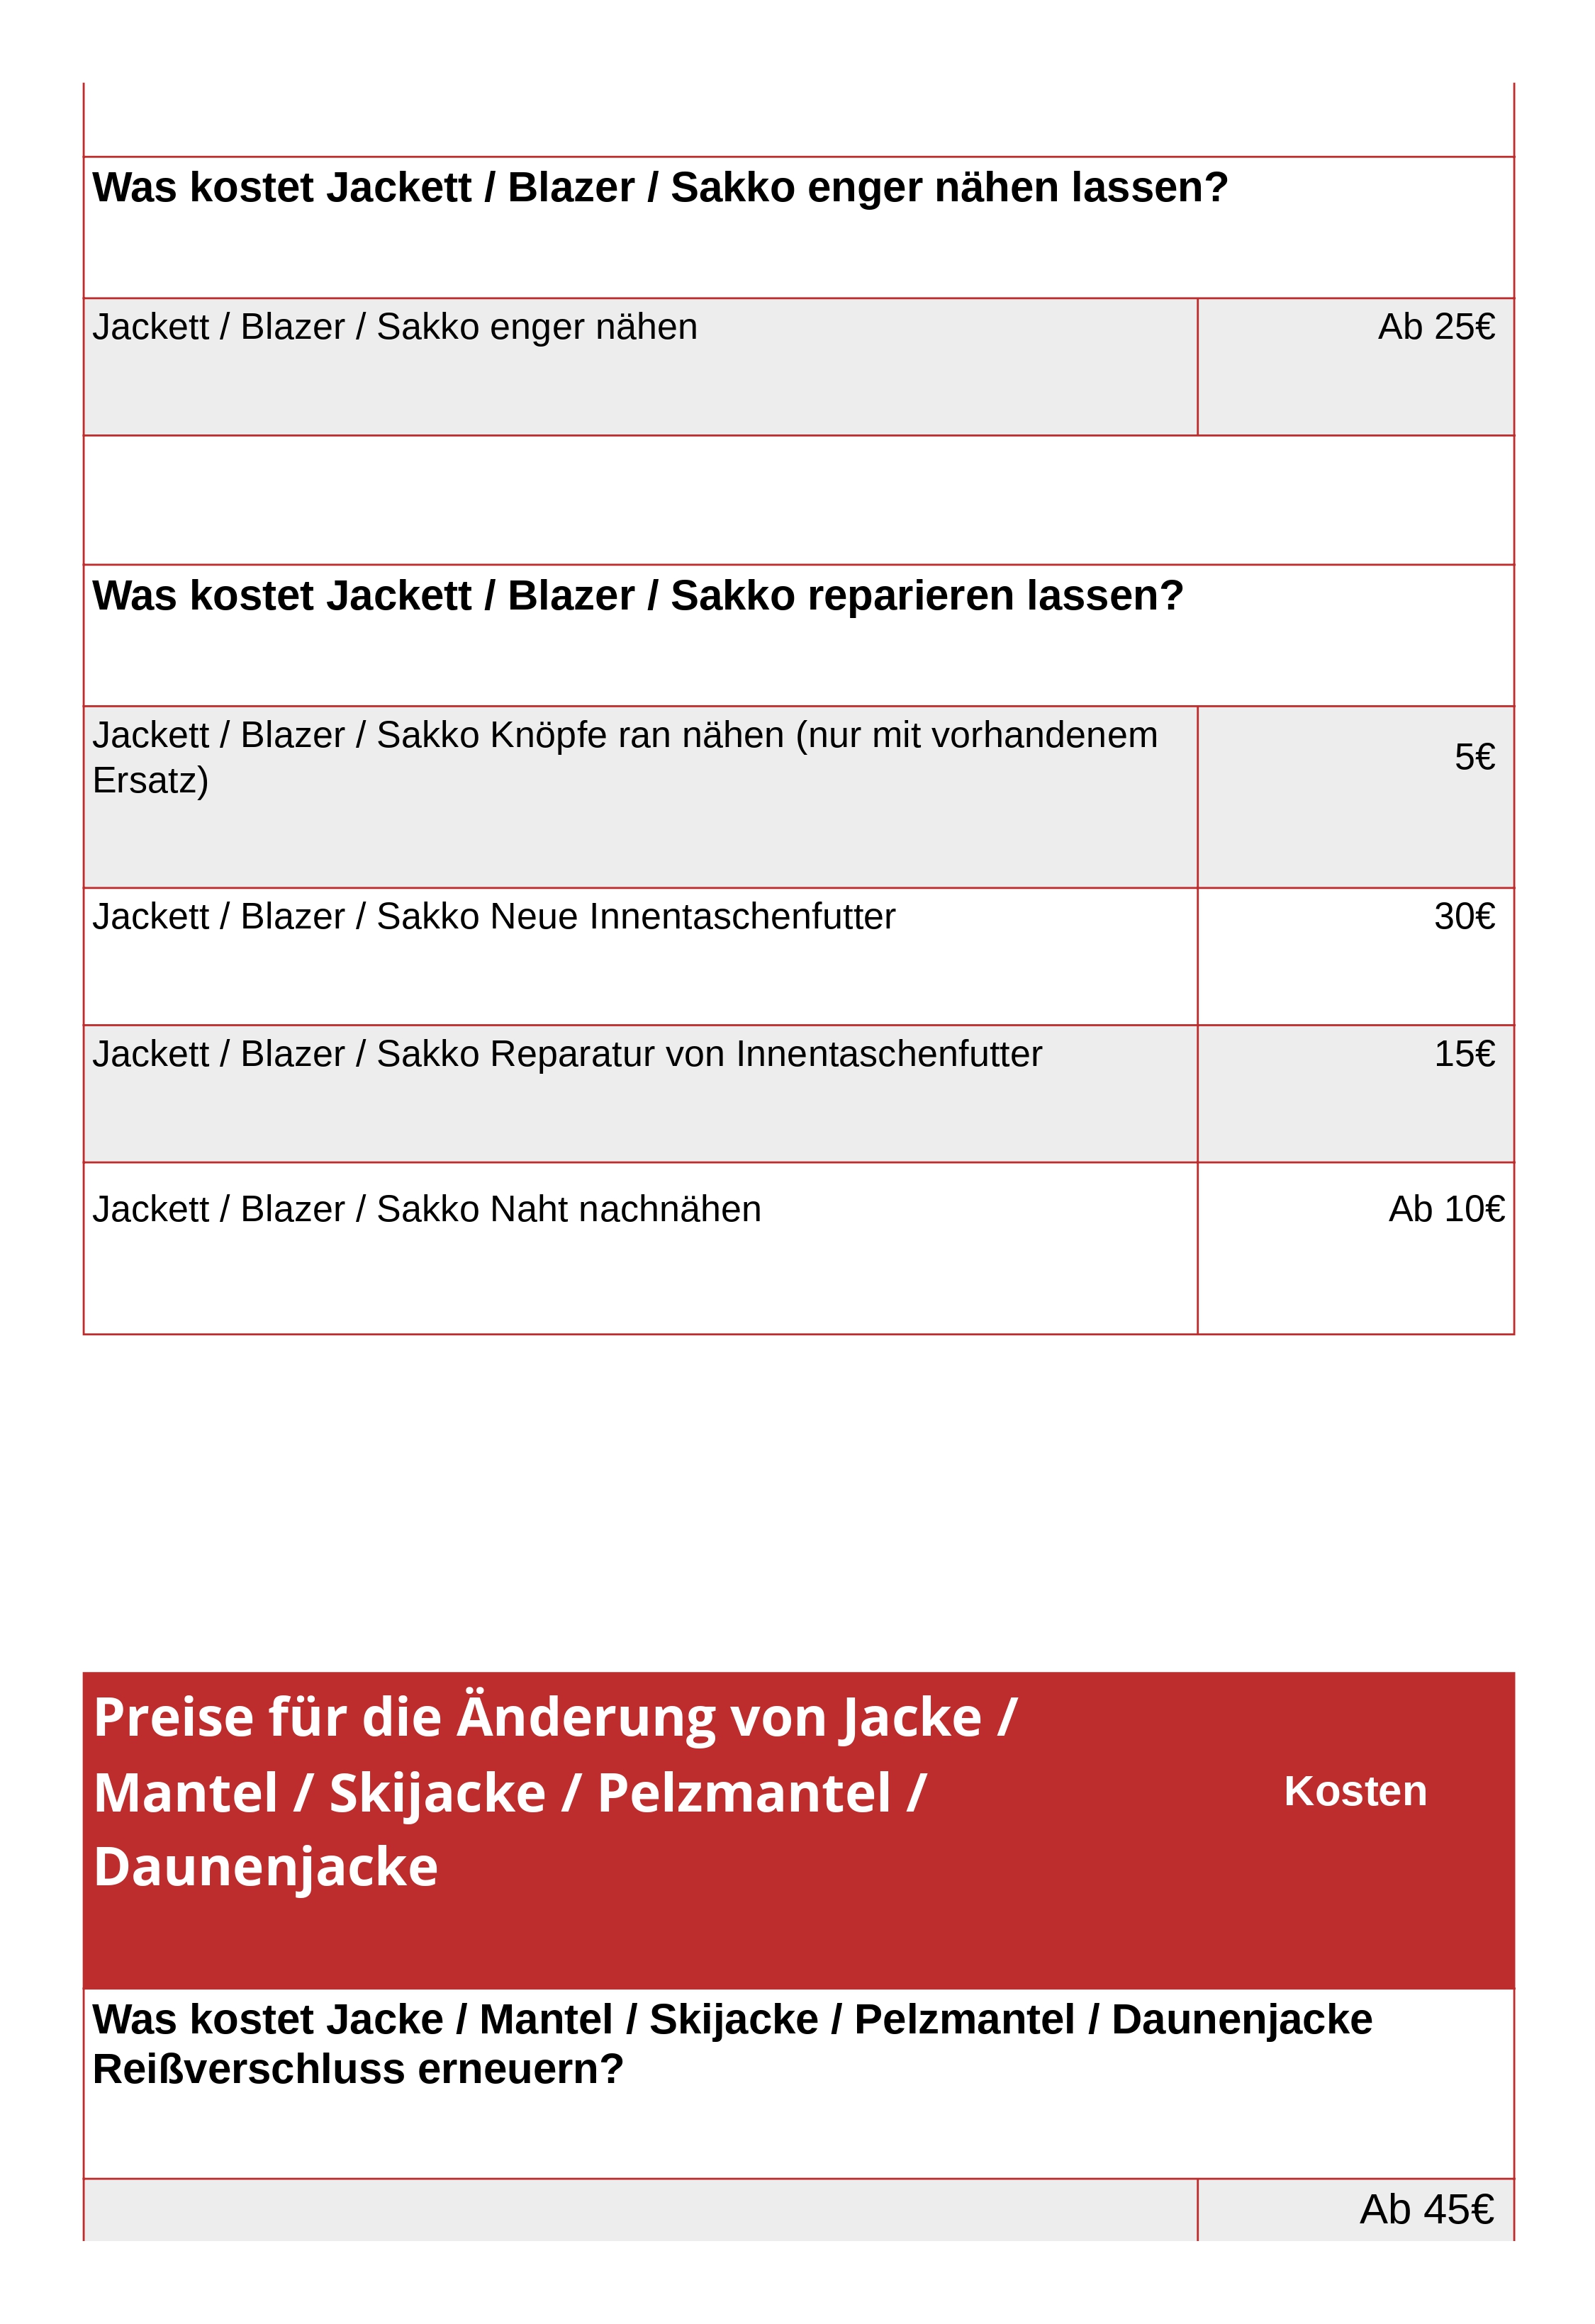 Was kostet Jackett / Blazer / Sakko enger nähen lassen?
Jackett / Blazer / Sakko enger nähen Ab 25€
Was kostet Jackett / Blazer / Sakko reparieren lassen?
Jackett / Blazer / Sakko Knöpfe ran nähen (nur mit vorhandenem
Ersatz) 5€
Jackett / Blazer / Sakko Neue Innentaschenfutter 30€
Jackett / Blazer / Sakko Reparatur von Innentaschenfutter 15€
Jackett / Blazer / Sakko Naht nachnähen Ab 10€
Preise für die Änderung von Jacke /
Mantel / Skijacke / Pelzmantel /
Daunenjacke
Kosten
Was kostet Jacke / Mantel / Skijacke / Pelzmantel / Daunenjacke
Reißverschluss erneuern?
Ab 45€